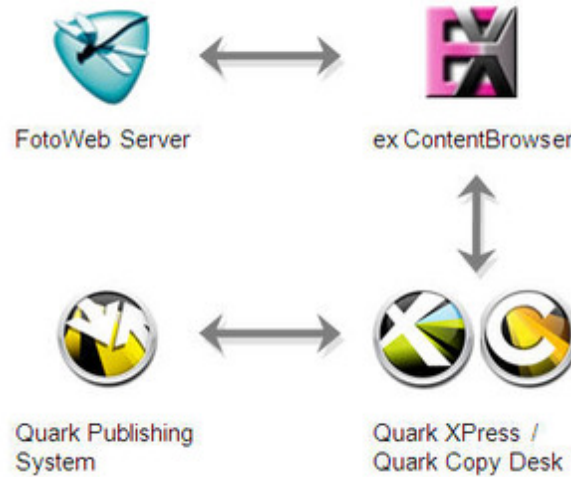 FotoWeb Server
ex ContentBrowser
Quark Publishing
System
Quark XPress /
Quark Copy Desk